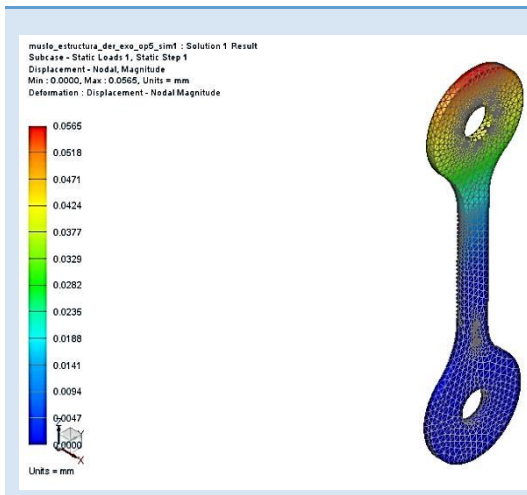 muslo_estructura_der_exo_op5_sim1 : Solution 1 Result
Subcase - Static Loads 1, Static Step 1
Displacement - Nodal, Magnitude
Min : 0.0000, Max : 0.0565, Units = mm
Deformation : Displacement - Nodal Magnitude
0.0565
0.0518
0.0471
0.0424
0.0377
0.0329
0.0282
0.0235
0.0188
0.0141
0.0094
0.0047
0.0000
X
Units = mm